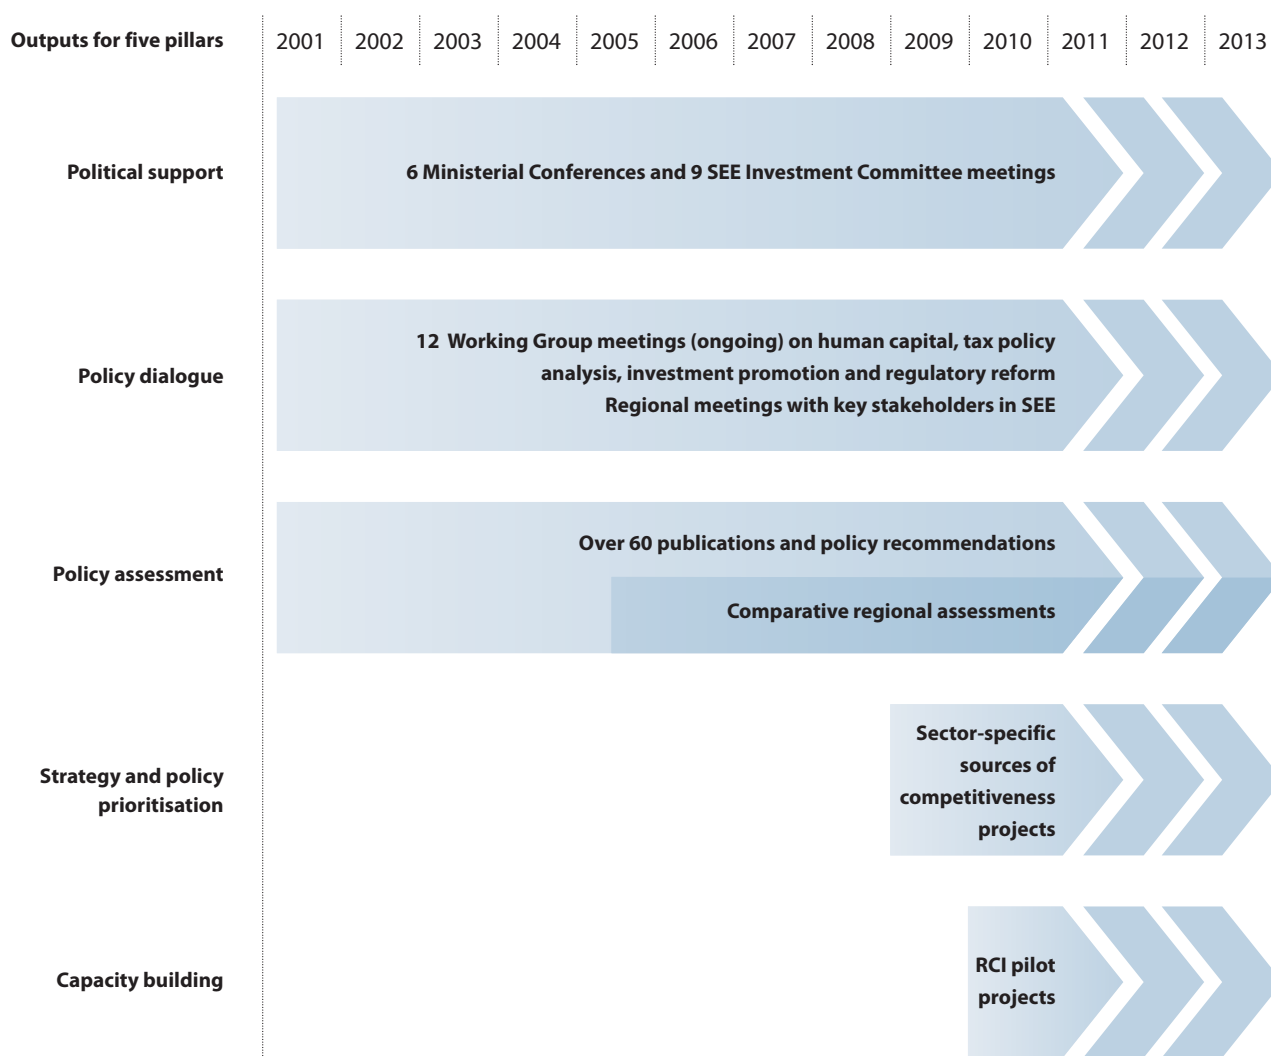 Outputs for five pillars 2001 2002 2003 2004 2005 2006 2007 2008 2009 2010 2011 2012 2013
Political support
6 Ministerial Conferences and 9 SEE Investment Committee meetings
Policy dialogue
12 Working Group meetings (ongoing) on human capital, tax policy
analysis, investment promotion and regulatory reform
Regional meetings with key stakeholders in SEE
Policy assessment
Over 60 publications and policy recommendations
Comparative regional assessments
Strategy and policy
prioritisation
Sector-specific
sources of
competitiveness
projects
Capacity building
RCI pilot
projects